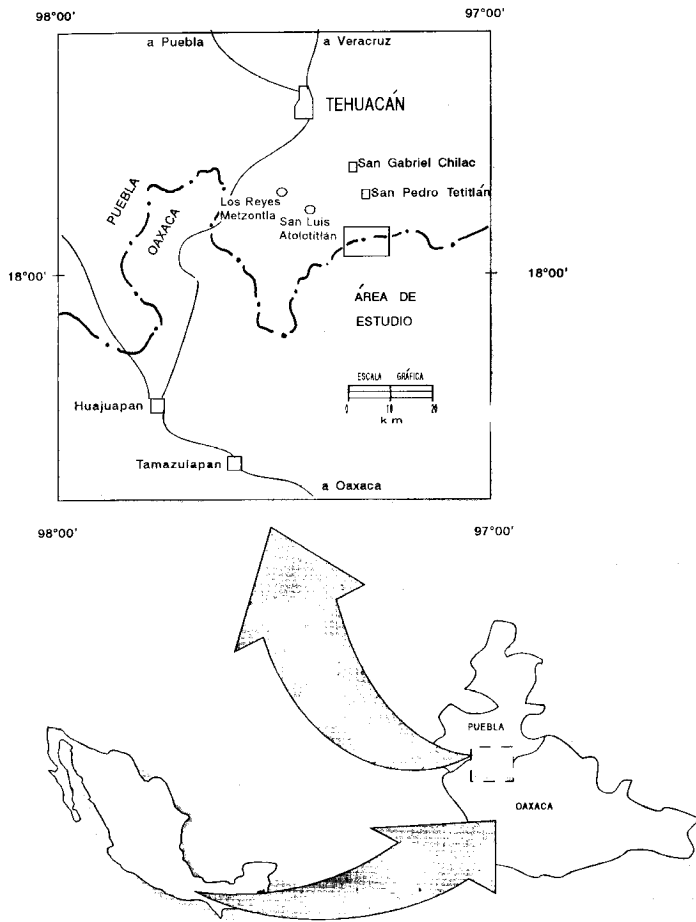 98°00'
97°00'
a Puebla
a Veracruz
TEHUACÁN
San Gabriel Chilac
San Pedro Tetitlán
PUEBLA
OAXACA
Los Reyes
Metzontla
San Luis
Atolotitlán
18°00'
18°00'
ÁREA DE
ESTUDIO
ESCALA GRÁFICA
0 10 20
km
Huajuapan
Tamazulapan
a Oaxaca
98°00'
97°00'
PUEBLA
OAXACA